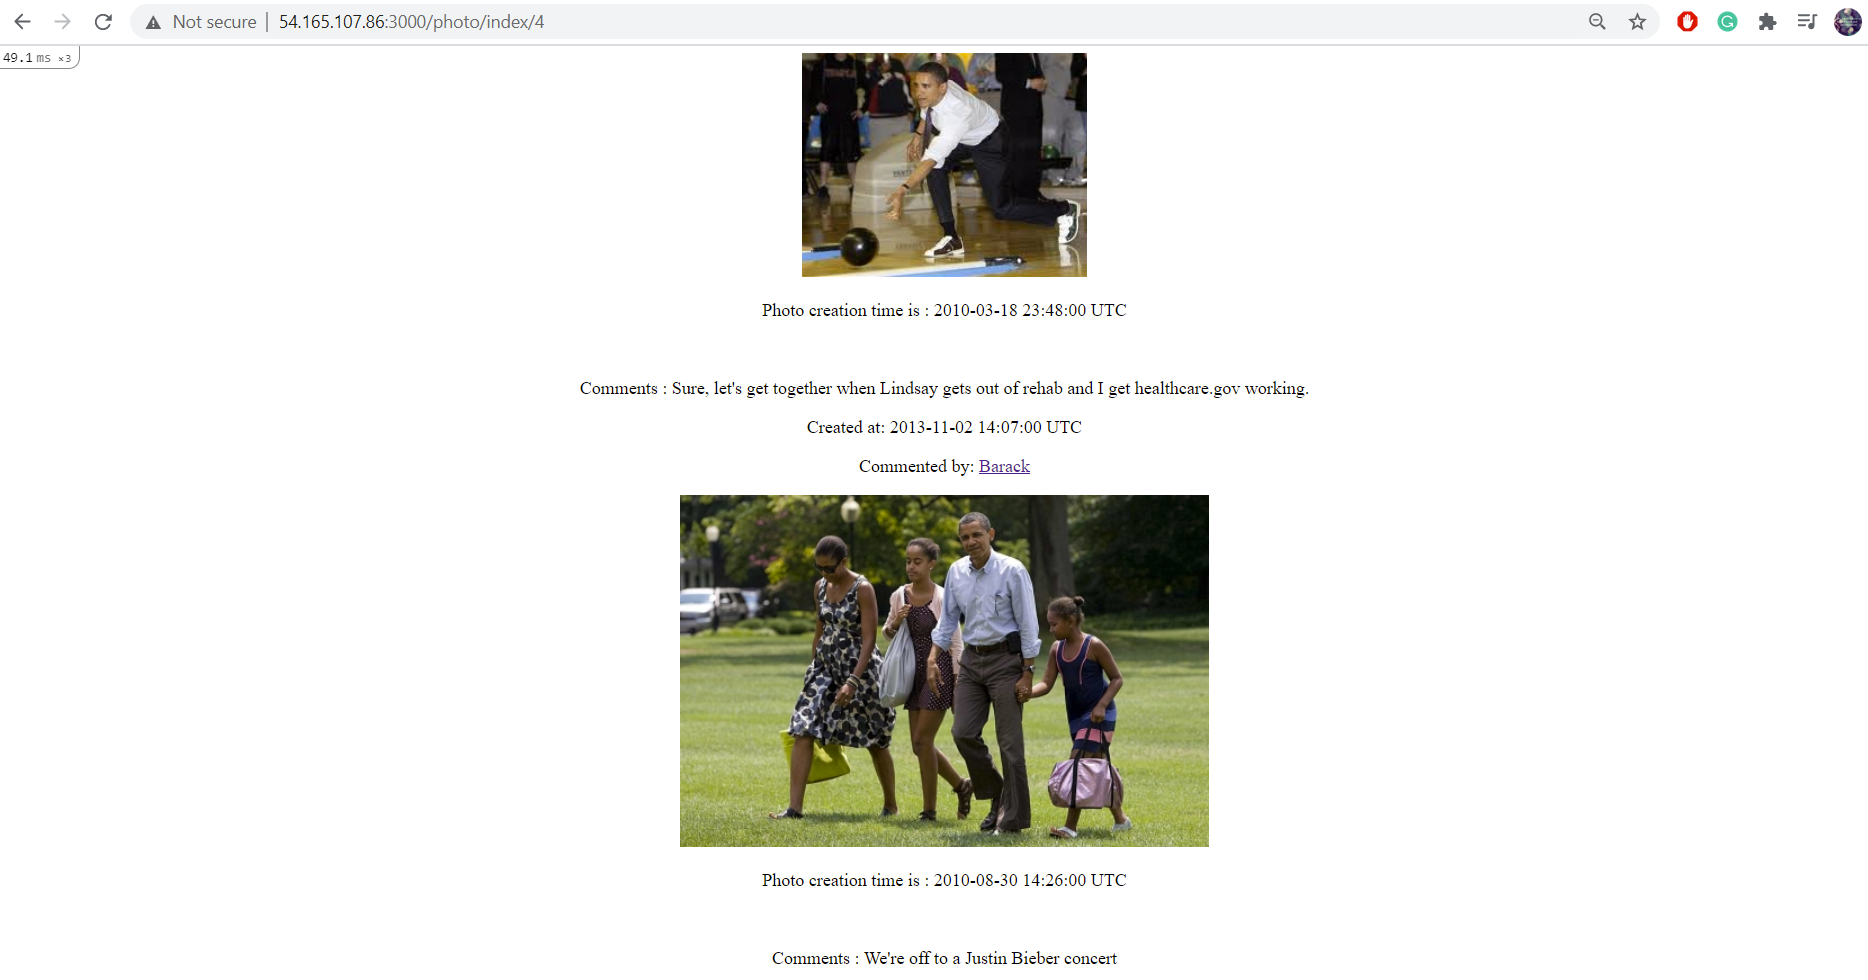 Not secure | 54.165.107.86:3000/photo/index/4
49.1 ms ×3
Photo creation time is : 2010-03-18 23:48:00 UTC
Comments : Sure, let's get together when Lindsay gets out of rehab and I get healthcare.gov working.
Created at: 2013-11-02 14:07:00 UTC
Commented by: Barack
Photo creation time is : 2010-08-30 14:26:00 UTC
Comments : We're off to a Justin Bieber concert